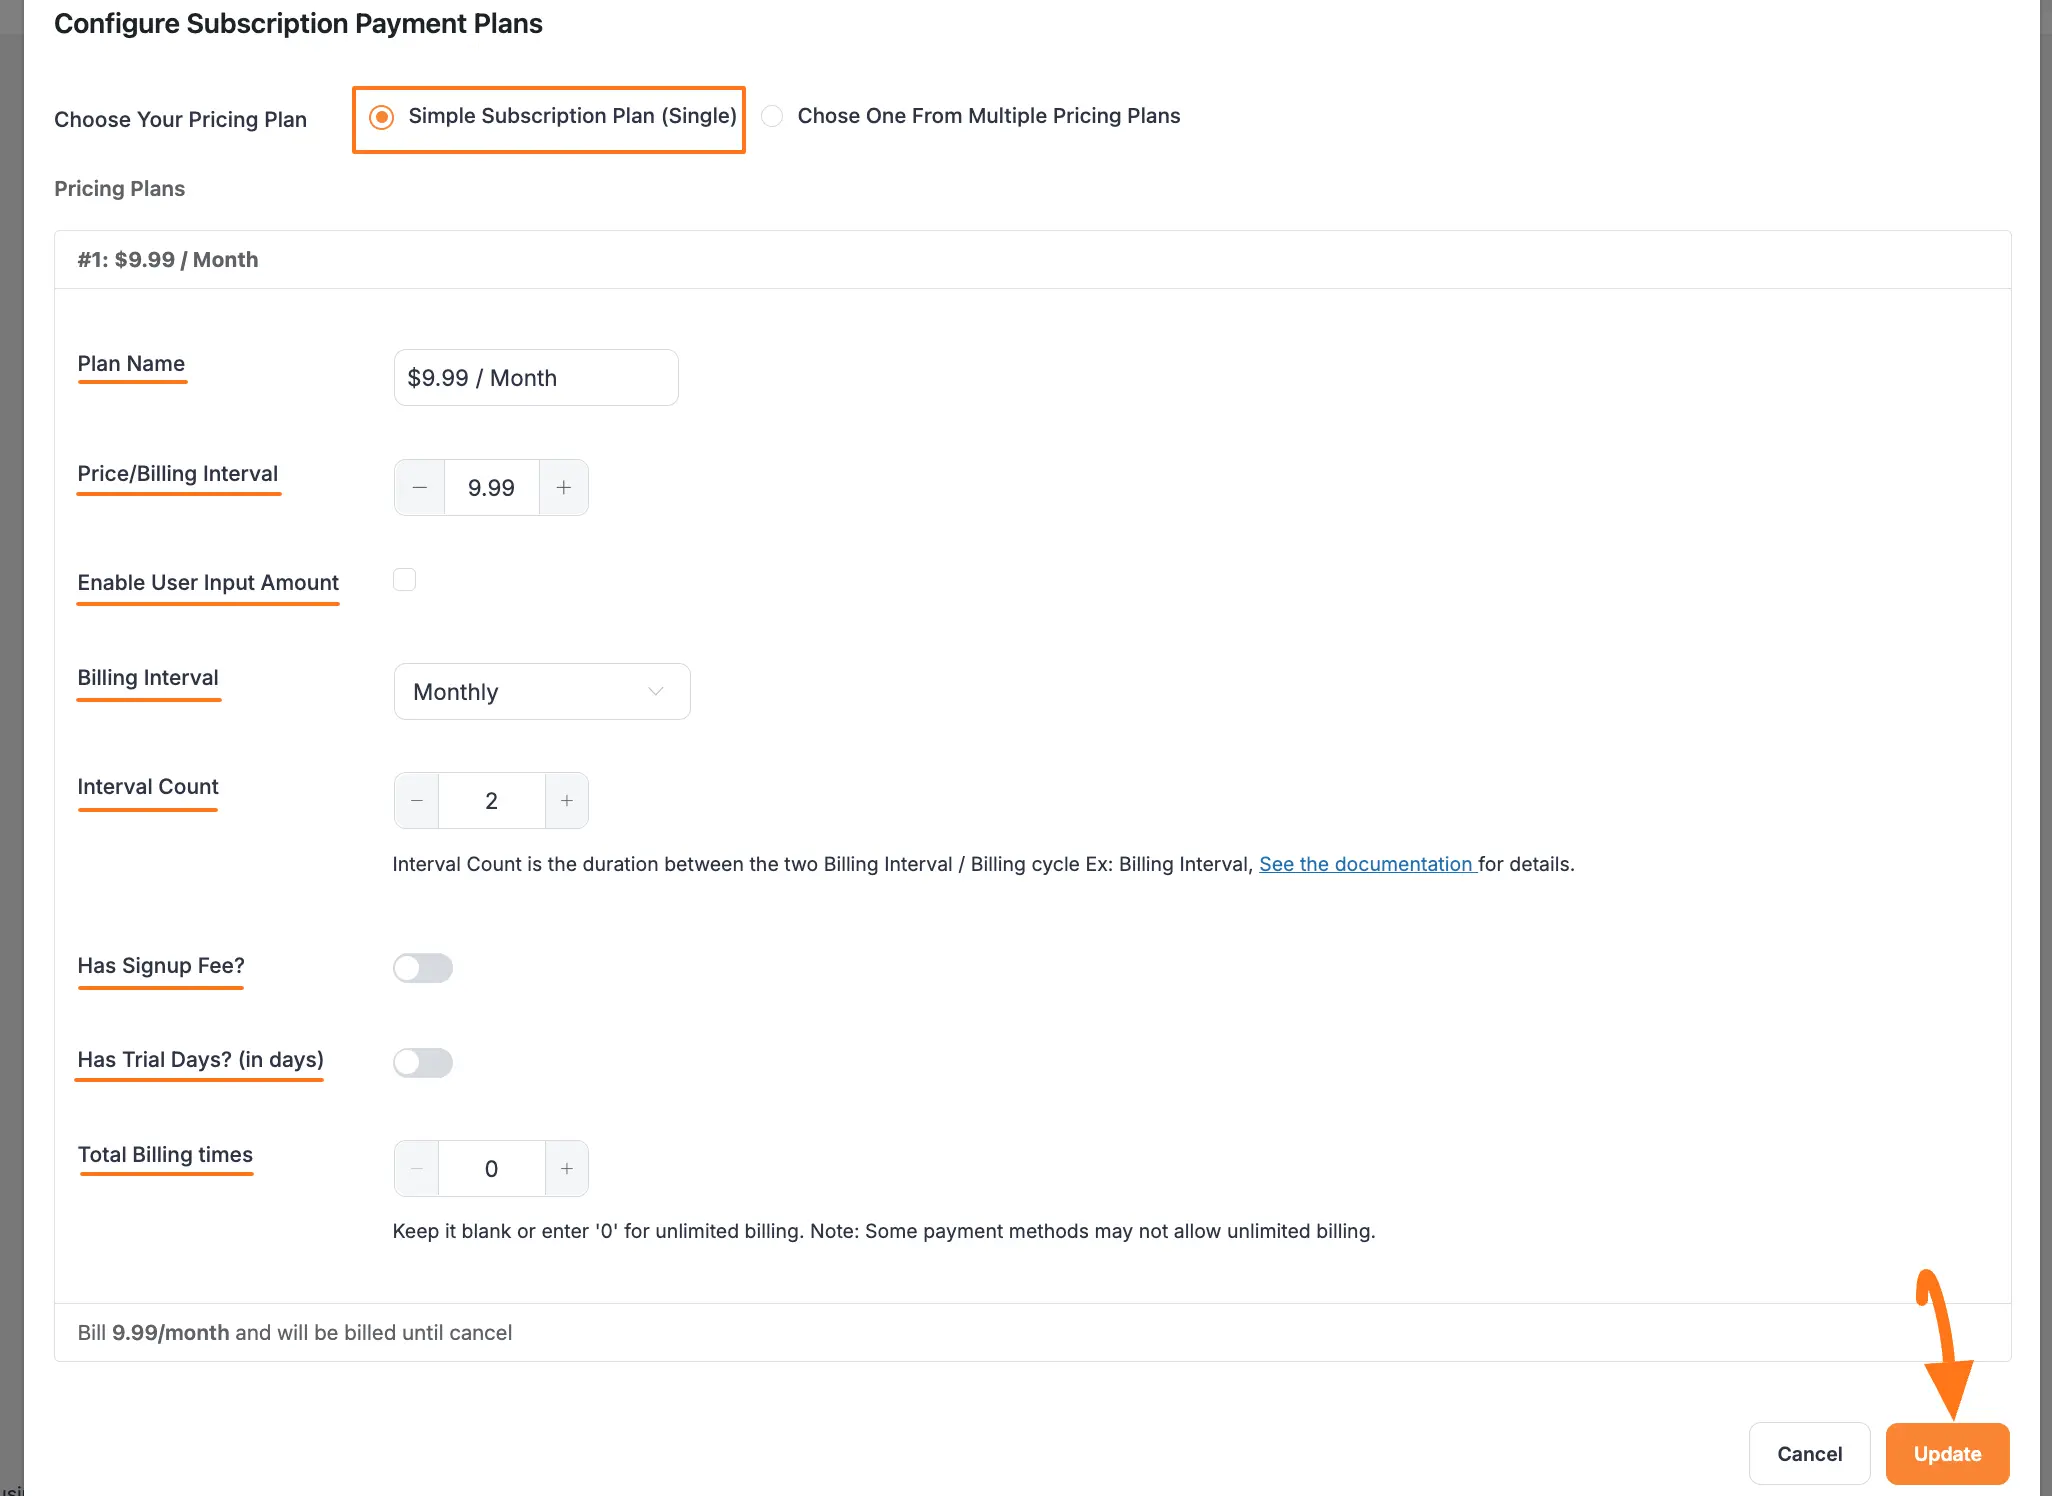 Configure Subscription Payment Plans
Choose Your Pricing Plan
Simple Subscription Plan (Single)
Chose One From Multiple Pricing Plans
Pricing Plans
#1: $9.99 / Month
Plan Name
$9.99 / Month
Price/Billing Interval
9.99
Enable User Input Amount
Billing Interval
Monthly
Interval Count
2
Interval Count is the duration between the two Billing Interval / Billing cycle Ex: Billing Interval, See the documentation for details.
Has Signup Fee?
Has Trial Days? (in days)
Total Billing times
0
Keep it blank or enter '0' for unlimited billing. Note: Some payment methods may not allow unlimited billing.
Bill 9.99/month and will be billed until cancel
Cancel
Update